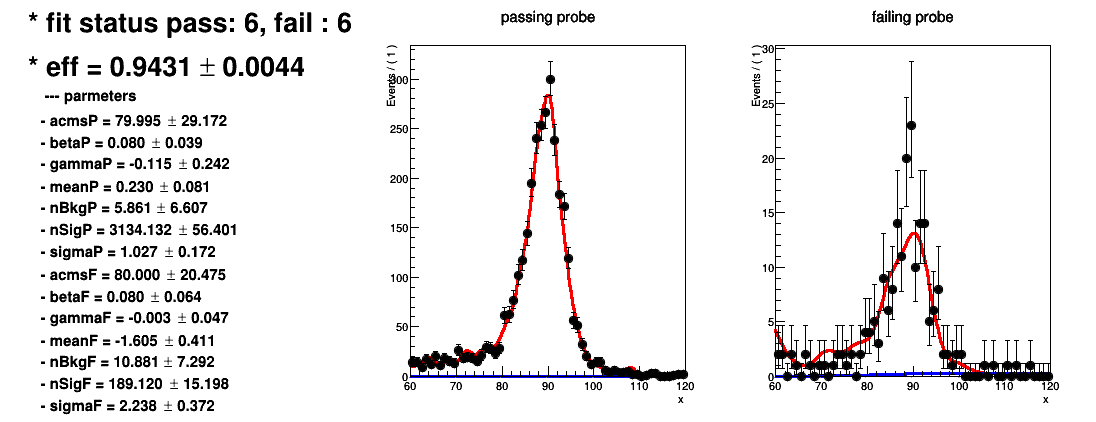 * fit status pass: 6, fail : 6
* eff = 0.9431 ± 0.0044
--- parmeters
- acmsP = 79.995 ± 29.172
- betaP = 0.080 ± 0.039
- gammaP = -0.115 ± 0.242
- meanP = 0.230 ± 0.081
- nBkgP = 5.861 ± 6.607
- nSigP = 3134.132 ± 56.401
- sigmaP = 1.027 ± 0.172
- acmsF = 80.000 ± 20.475
- betaF = 0.080 ± 0.064
- gammaF = -0.003 ± 0.047
- meanF = -1.605 ± 0.411
- nBkgF = 10.881 ± 7.292
- nSigF = 189.120 ± 15.198
- sigmaF = 2.238 ± 0.372
passing probe
Events / ( 1 )
300
250
200
150
100
50
0
60 70 80 90 100 110 120
x
failing probe
Events / ( 1 )
30
25
20
15
10
5
0
60 70 80 90 100 110 120
x